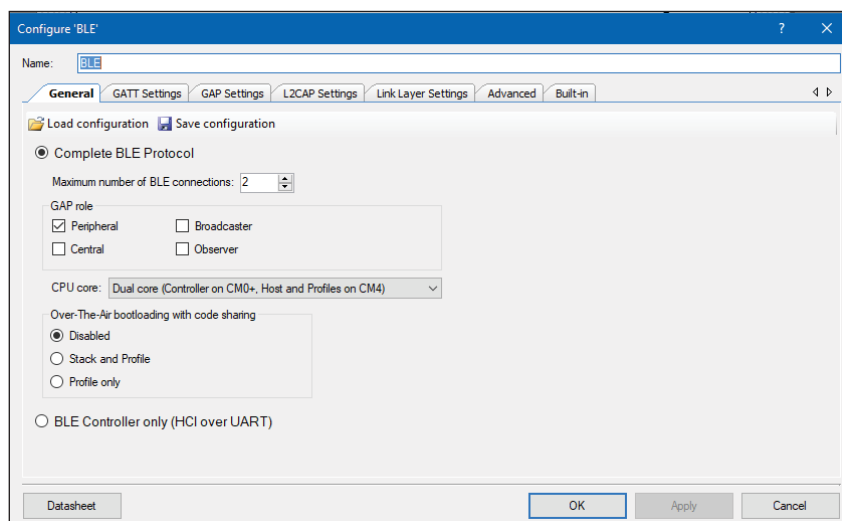 Configure 'BLE'
Name: BLE
General GATT Settings GAP Settings L2CAP Settings Link Layer Settings Advanced Built-in
Load configuration Save configuration
Complete BLE Protocol
Maximum number of BLE connections: 2
GAP role
Peripheral Broadcaster
Central Observer
CPU core: Dual core (Controller on CM0+, Host and Profiles on CM4)
Over-The-Air bootloading with code sharing
Disabled
Stack and Profile
Profile only
BLE Controller only (HCI over UART)
Datasheet OK Apply Cancel